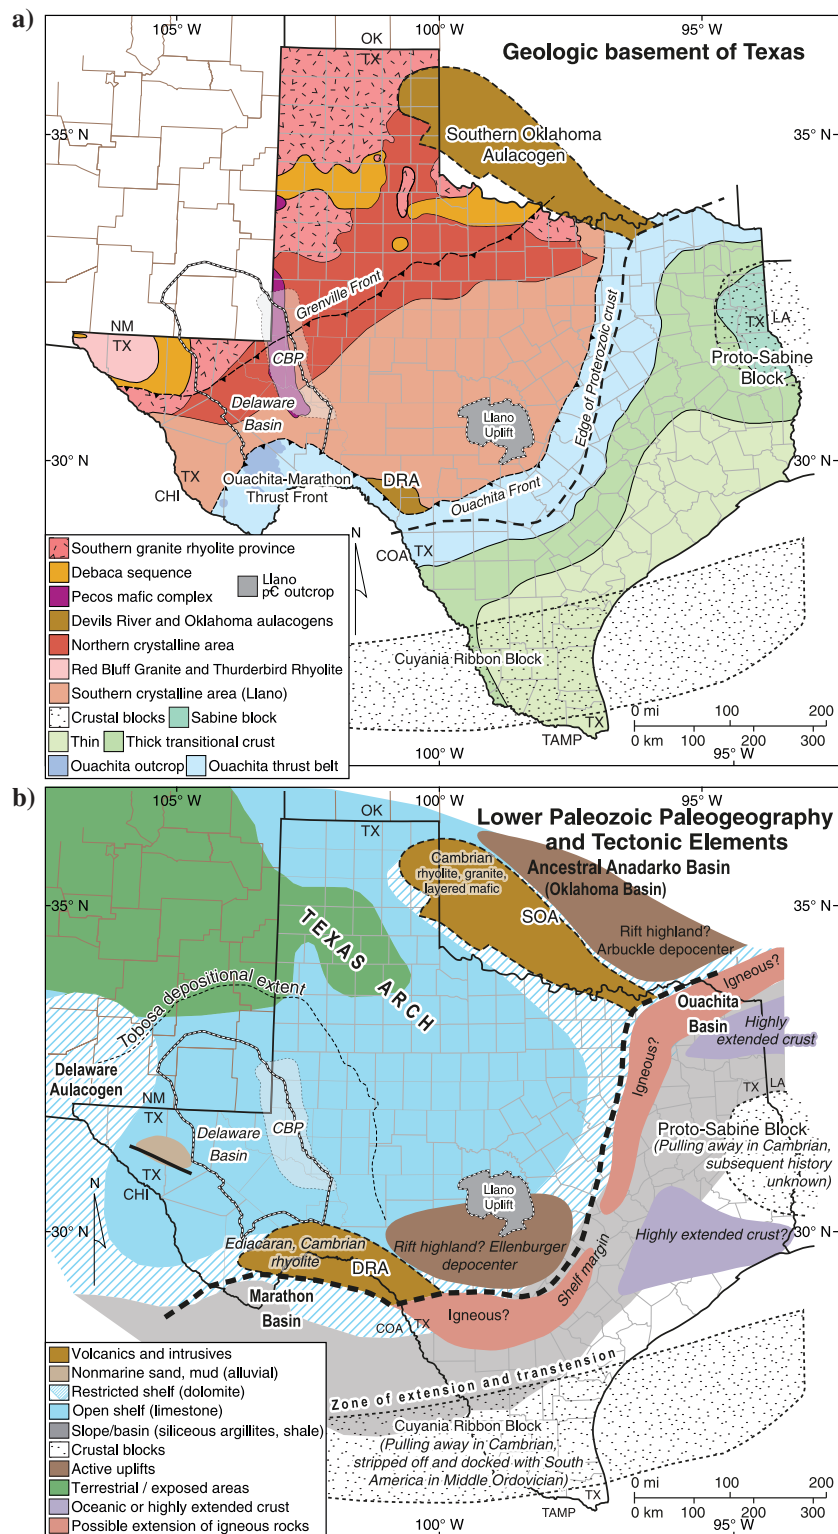 a)
105° W
100° W
95° W
OK
TX
Geologic basement of Texas
35° N
35° N
Southern Oklahoma
Aulacogen
Grenville Front
NM
TX
CBP
Edge of Proterozoic crust
TX
LA
Proto-Sabine
Block
Delaware
Basin
Llano
Uplift
30° N
30° N
TX
CHI
Ouachita-Marathon
Thrust Front
DRA
Ouachita Front
COA
TX
N
Southern granite rhyolite province
Debaca sequence
Llano
p€ outcrop
Pecos mafic complex
Devils River and Oklahoma aulacogens
Northern crystalline area
Red Bluff Granite and Thurderbird Rhyolite
Southern crystalline area (Llano)
Crustal blocks
Sabine block
Thin
Thick transitional crust
Ouachita outcrop
Ouachita thrust belt
Cuyania Ribbon Block
TX
TAMP
0 mi 100 200
0 km 100 200 300
100° W
95° W
b)
105° W
100° W
95° W
OK
TX
Lower Paleozoic Paleogeography
and Tectonic Elements
Ancestral Anadarko Basin
(Oklahoma Basin)
Cambrian
rhyolite, granite,
layered mafic
35° N
35° N
SOA
Rift highland?
Arbuckle depocenter
TEXAS ARCH
Tobosa depositional extent
Igneous?
Ouachita
Basin
Highly
extended crust
Igneous?
Delaware
Aulacogen
NM
TX
CBP
Delaware
Basin
TX
LA
Proto-Sabine Block
(Pulling away in Cambrian,
subsequent history
unknown)
TX
CHI
N
Llano
Uplift
30° N
30° N
Ediacaran, Cambrian
rhyolite
DRA
Rift highland? Ellenburger
depocenter
Highly extended crust?
Shelf margin
Marathon
Basin
Igneous?
COA
TX
Volcanics and intrusives
Nonmarine sand, mud (alluvial)
Restricted shelf (dolomite)
Open shelf (limestone)
Slope/basin (siliceous argillites, shale)
Crustal blocks
Active uplifts
Terrestrial / exposed areas
Oceanic or highly extended crust
Possible extension of igneous rocks
Zone of extension and transtension
Cuyania Ribbon Block
(Pulling away in Cambrian,
stripped off and docked with South
America in Middle Ordovician)
TX
TAMP
0 mi 100 200
0 km 100 200 300
100° W
95° W